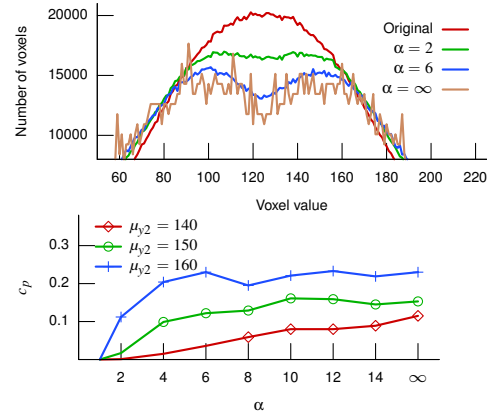 20000
15000
10000
Number of voxels
Original
α = 2
α = 6
α = ∞
60 80 100 120 140 160 180 200 220
Voxel value
μy2 = 140
μy2 = 150
μy2 = 160
0.3
0.2
0.1
cp
2 4 6 8 10 12 14 ∞
α